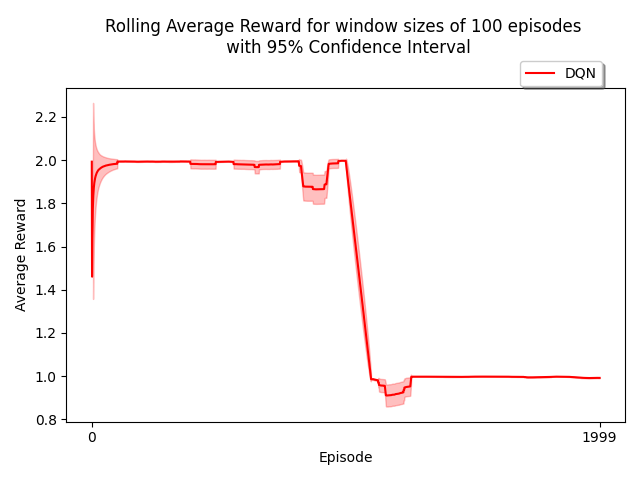 Rolling Average Reward for window sizes of 100 episodes
with 95% Confidence Interval
DQN
2.2
2.0
1.8
1.6
1.4
1.2
1.0
0.8
Average Reward
0
1999
Episode